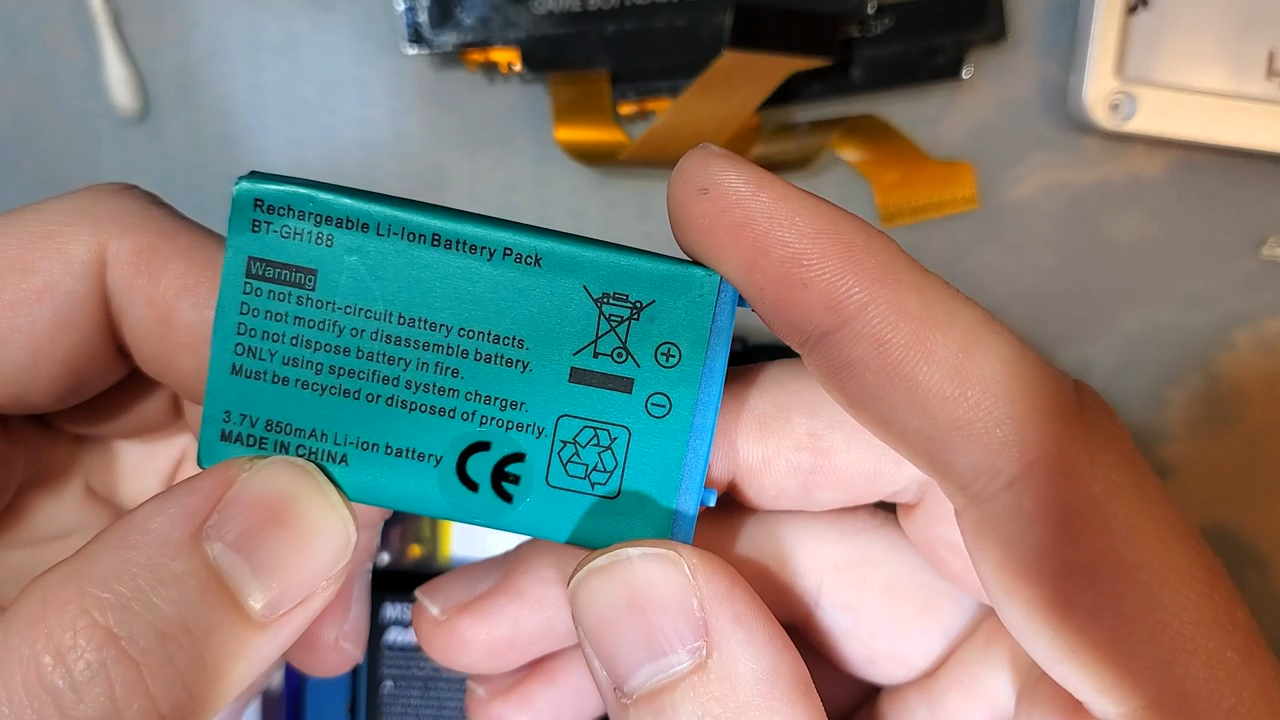 GAME BOY
Rechargeable Li-Ion Battery Pack
BT-GH188
Warning
Do not short-circuit battery contacts.
Do not modify or disassemble battery.
Do not dispose battery in fire.
ONLY using specified system charger.
Must be recycled or disposed of properly.
3.7V 850mAh Li-ion battery
MADE IN CHINA
CE